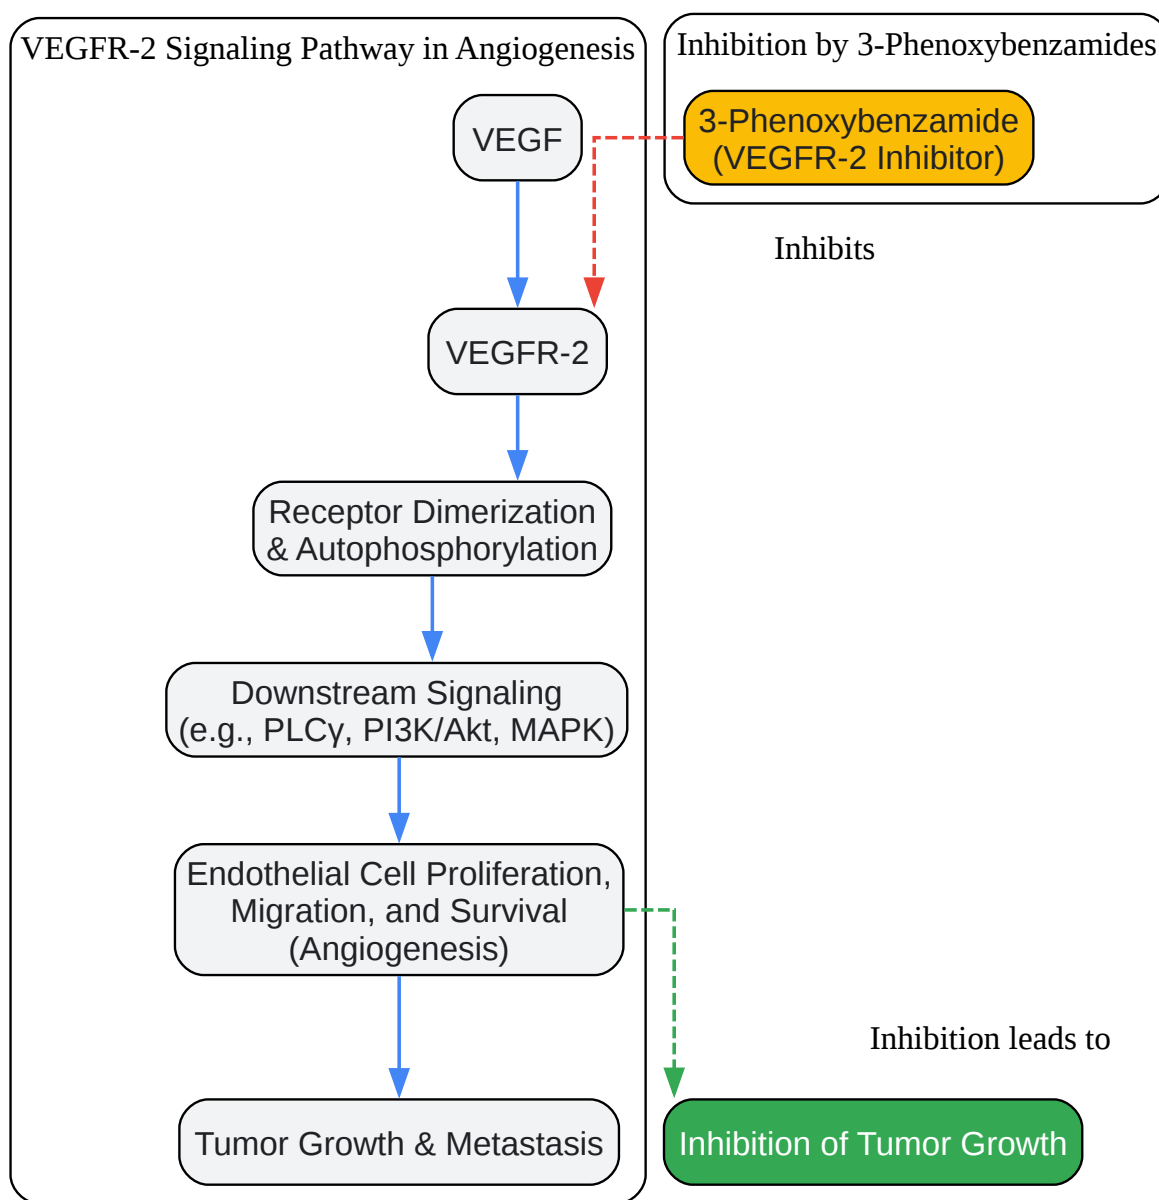 VEGFR-2 Signaling Pathway in Angiogenesis
Inhibition by 3-Phenoxybenzamides
VEGF
3-Phenoxybenzamide
(VEGFR-2 Inhibitor)
Inhibits
VEGFR-2
Receptor Dimerization
& Autophosphorylation
Downstream Signaling
(e.g., PLCγ, PI3K/Akt, MAPK)
Endothelial Cell Proliferation,
Migration, and Survival
(Angiogenesis)
Inhibition leads to
Tumor Growth & Metastasis
Inhibition of Tumor Growth